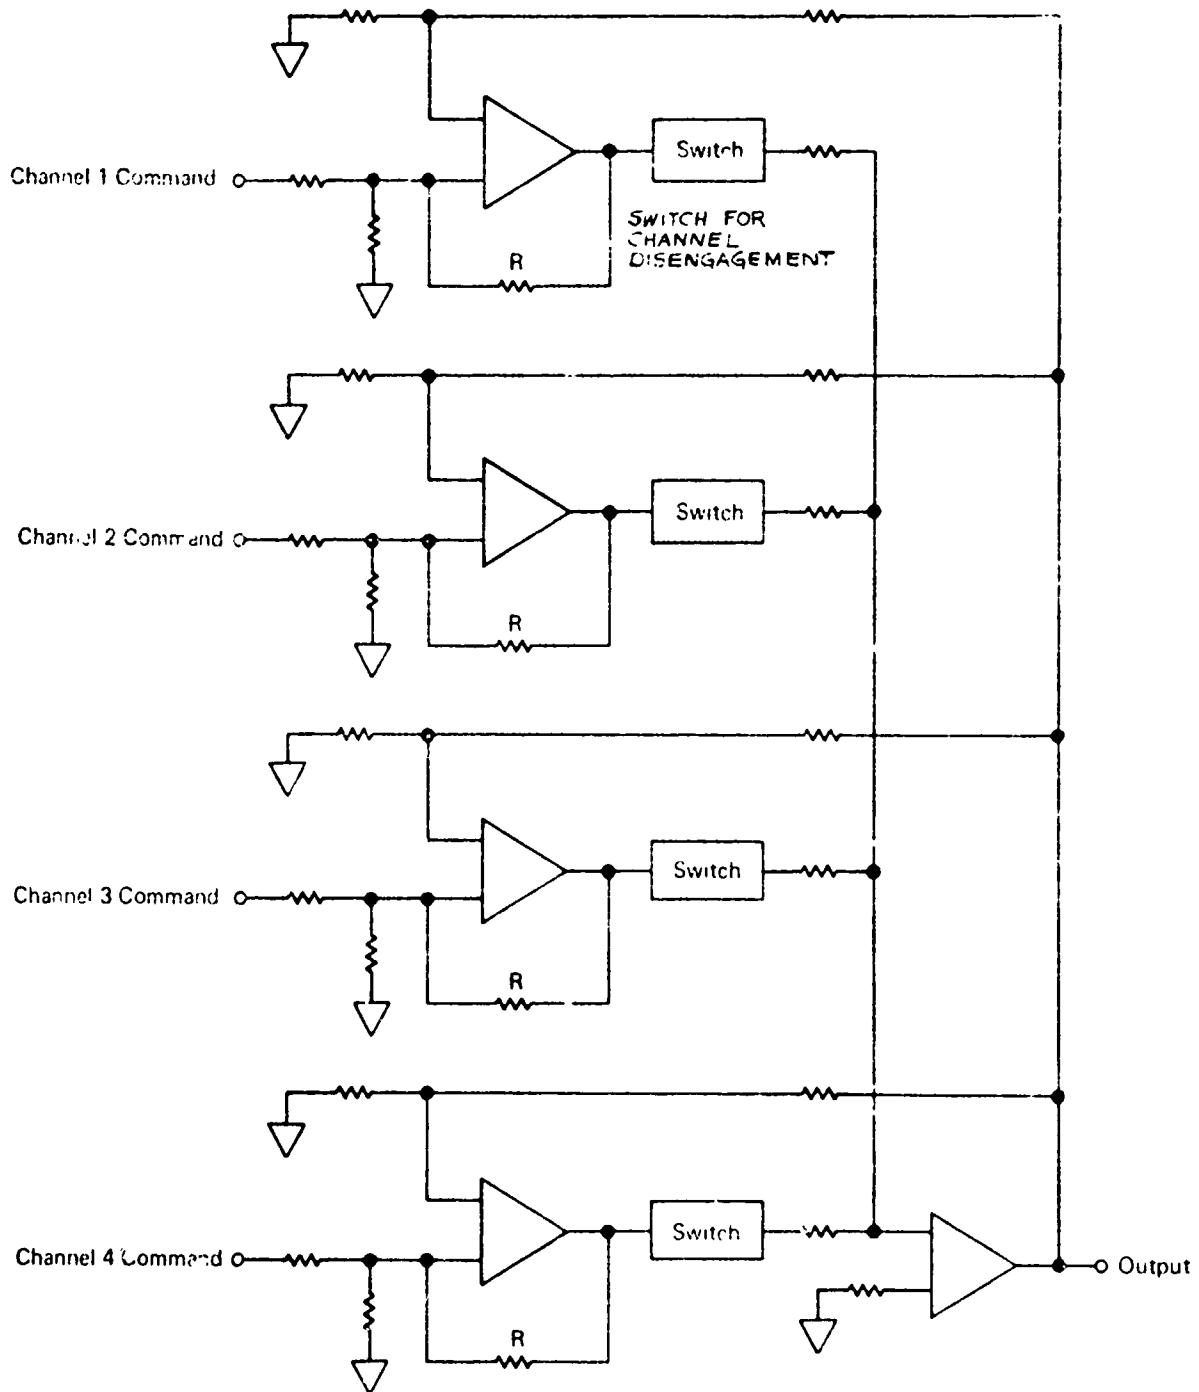 Switch
Channel 1 Command
SWITCH FOR
CHANNEL
DISENGAGEMENT
R
Switch
Channel 2 Command
R
Switch
Channel 3 Command
R
Switch
Channel 4 Command
Output
R